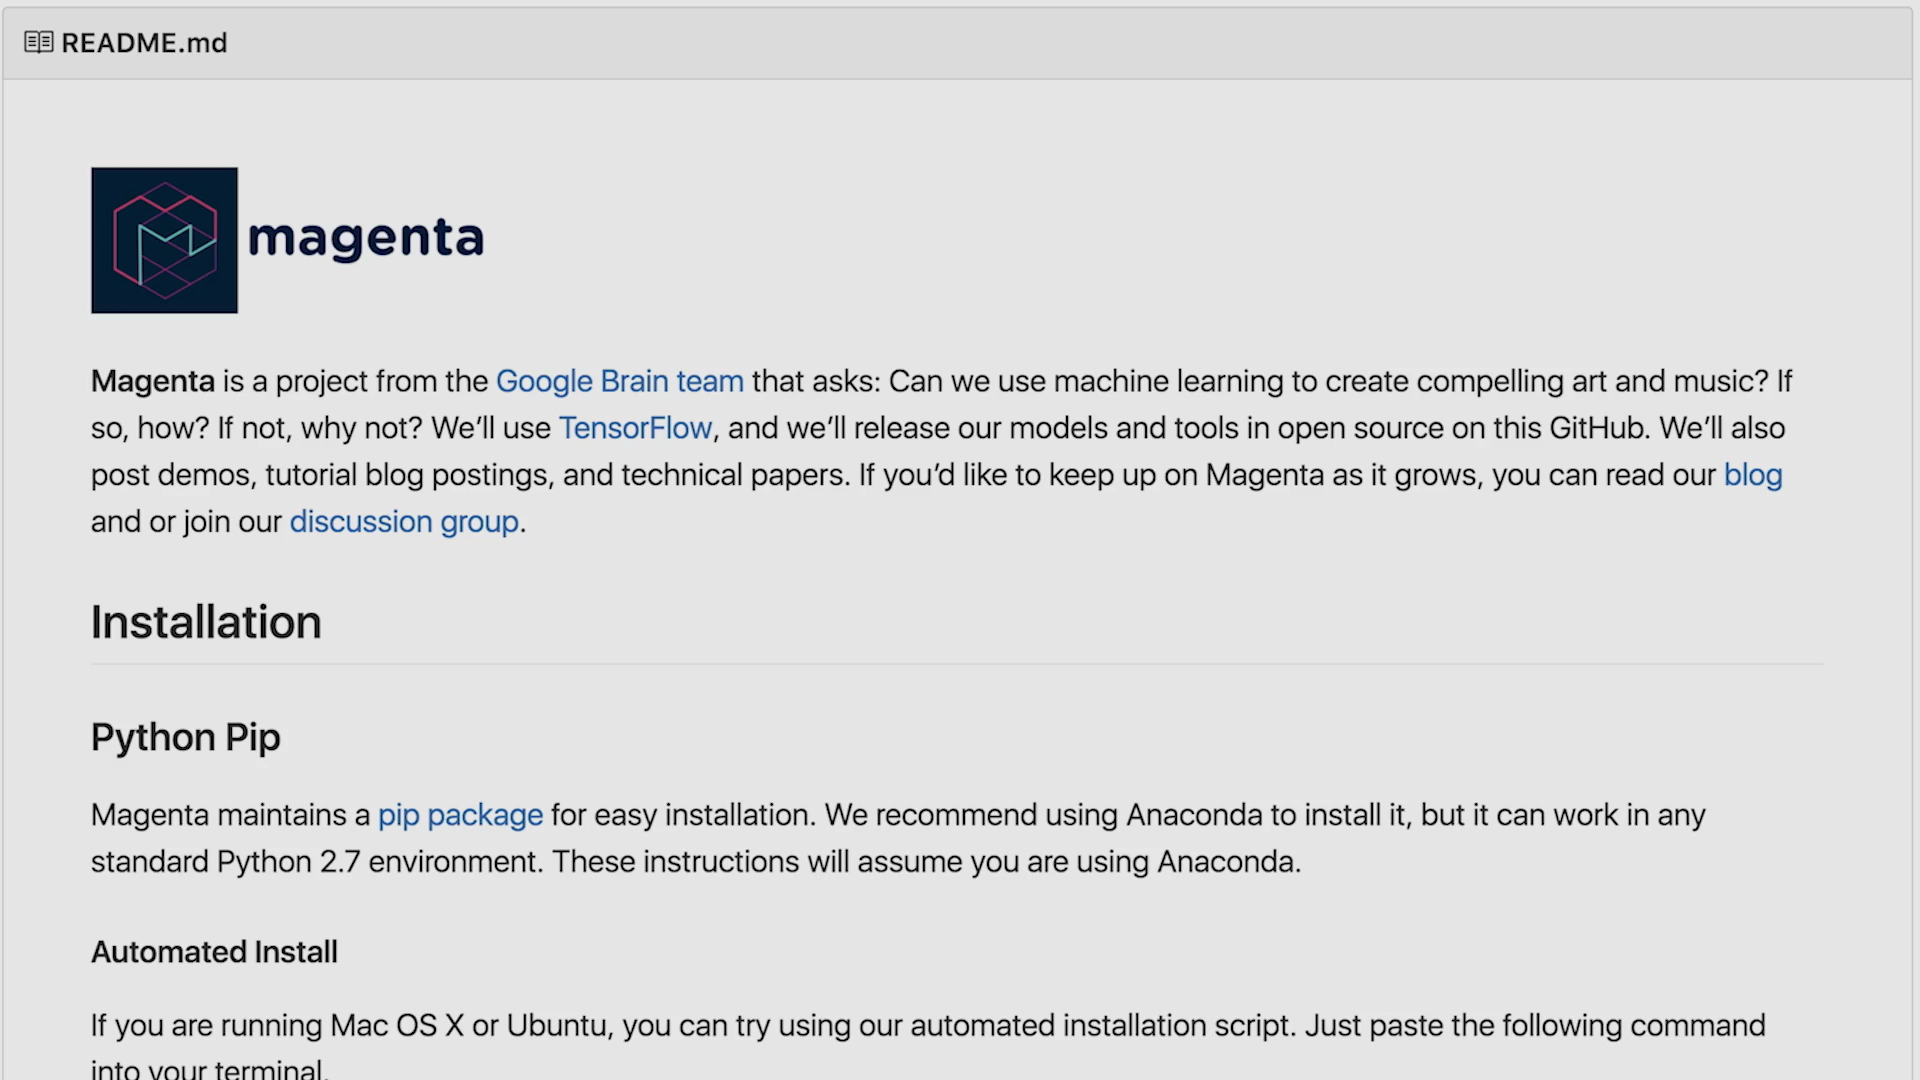 README.md
magenta
Magenta is a project from the Google Brain team that asks: Can we use machine learning to create compelling art and music? If
so, how? If not, why not? We’ll use TensorFlow, and we’ll release our models and tools in open source on this GitHub. We’ll also
post demos, tutorial blog postings, and technical papers. If you’d like to keep up on Magenta as it grows, you can read our blog
and or join our discussion group.
Installation
Python Pip
Magenta maintains a pip package for easy installation. We recommend using Anaconda to install it, but it can work in any
standard Python 2.7 environment. These instructions will assume you are using Anaconda.
Automated Install
If you are running Mac OS X or Ubuntu, you can try using our automated installation script. Just paste the following command
into your terminal.